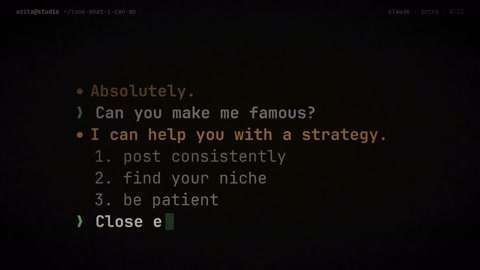 adita@studio ~/look-what-i-can-do
claude · intro · 0:12
• Absolutely.
❯ Can you make me famous?
• I can help you with a strategy.
1. post consistently
2. find your niche
3. be patient
❯ Close e